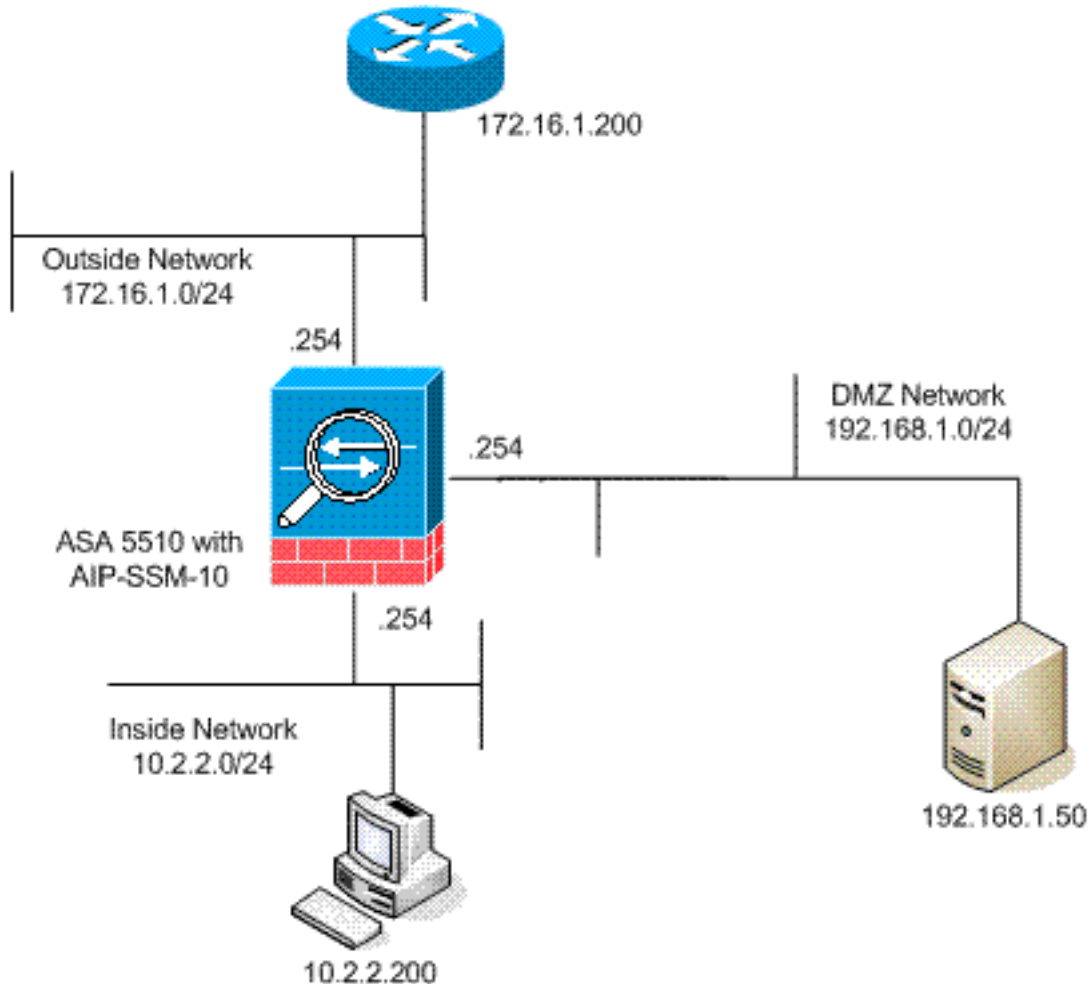 172.16.1.200
Outside Network
172.16.1.0/24
.254
DMZ Network
192.168.1.0/24
.254
ASA 5510 with
AIP-SSM-10
.254
Inside Network
10.2.2.0/24
192.168.1.50
10.2.2.200